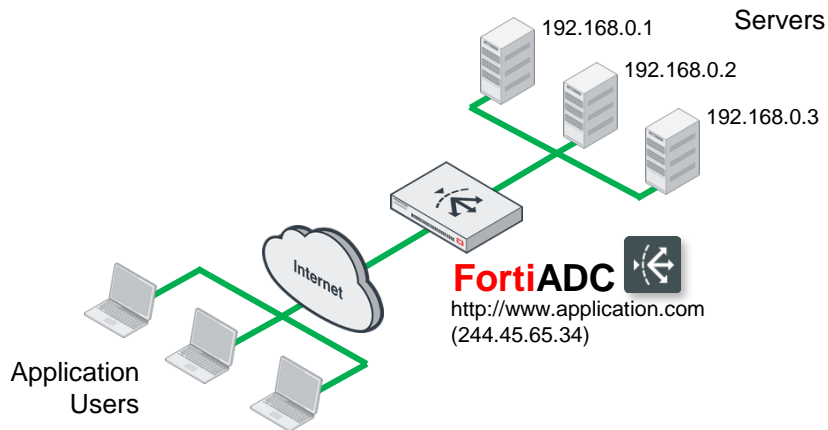 192.168.0.1
Servers
192.168.0.2
192.168.0.3
Internet
FortiADC
http://www.application.com
(244.45.65.34)
Application
Users